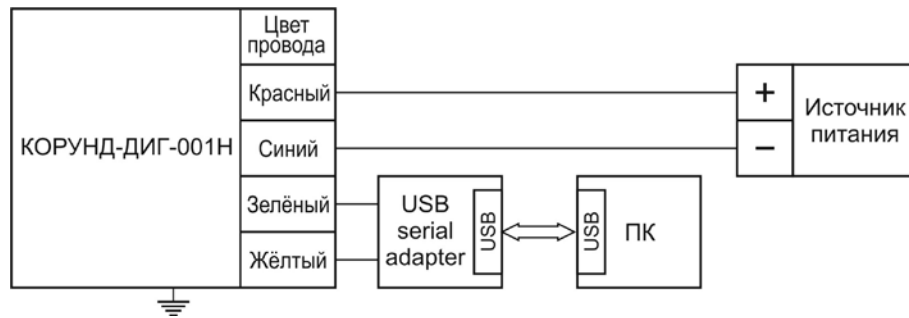 Цвет
провода
КОРУНД-ДИГ-001Н
Красный
Синий
Зелёный
Жёлтый
+
−
Источник
питания
USB
serial
adapter
USB
USB
ПК